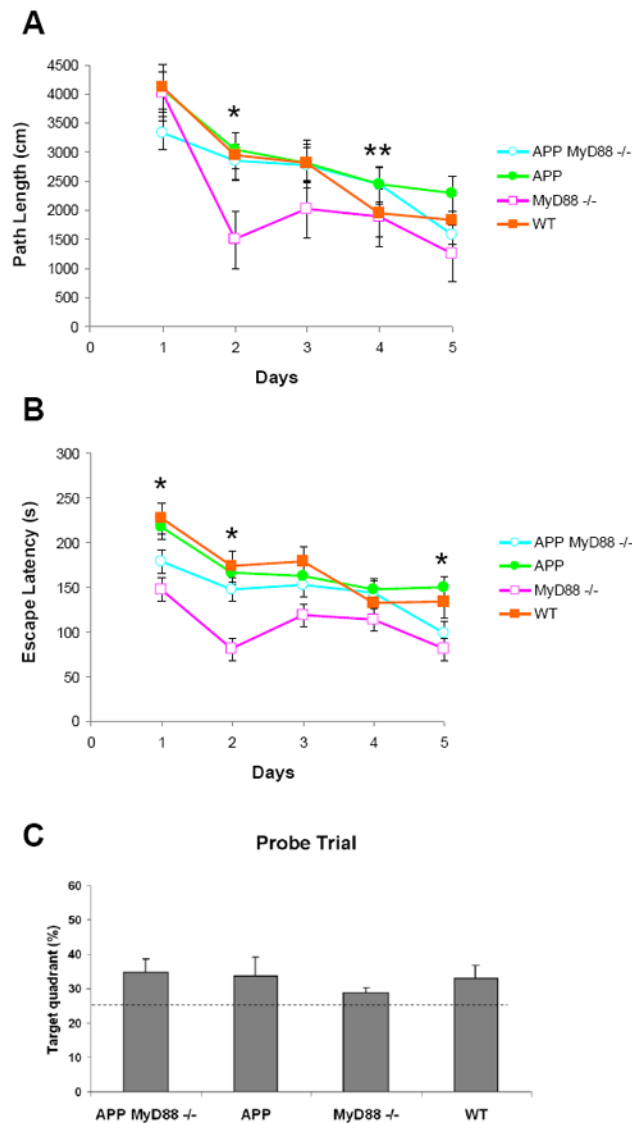 A
Path Length (cm)
4500
4000
3500
3000
2500
2000
1500
1000
500
0
*
**
0 1 2 3 4 5
Days
APP MyD88 -/-
APP
MyD88 -/-
WT
B
Escape Latency (s)
300
250
200
150
100
50
0
*
*
*
0 1 2 3 4 5
Days
APP MyD88 -/-
APP
MyD88 -/-
WT
C
Probe Trial
Target quadrant (%)
60
50
40
30
20
10
0
APP MyD88 -/- APP MyD88 -/- WT